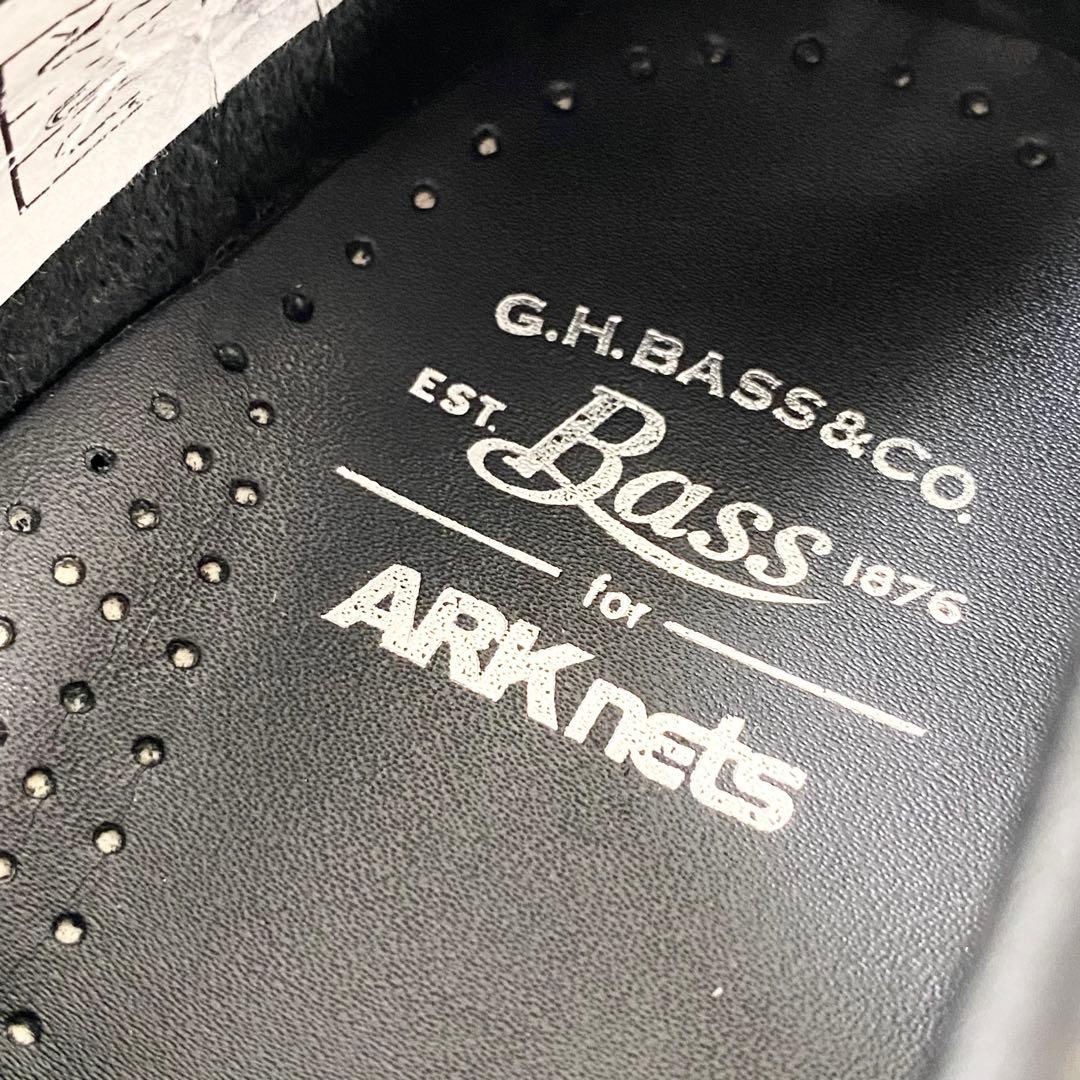 G.H.BASS&CO.
EST. Bass 1876
for
ARKnets